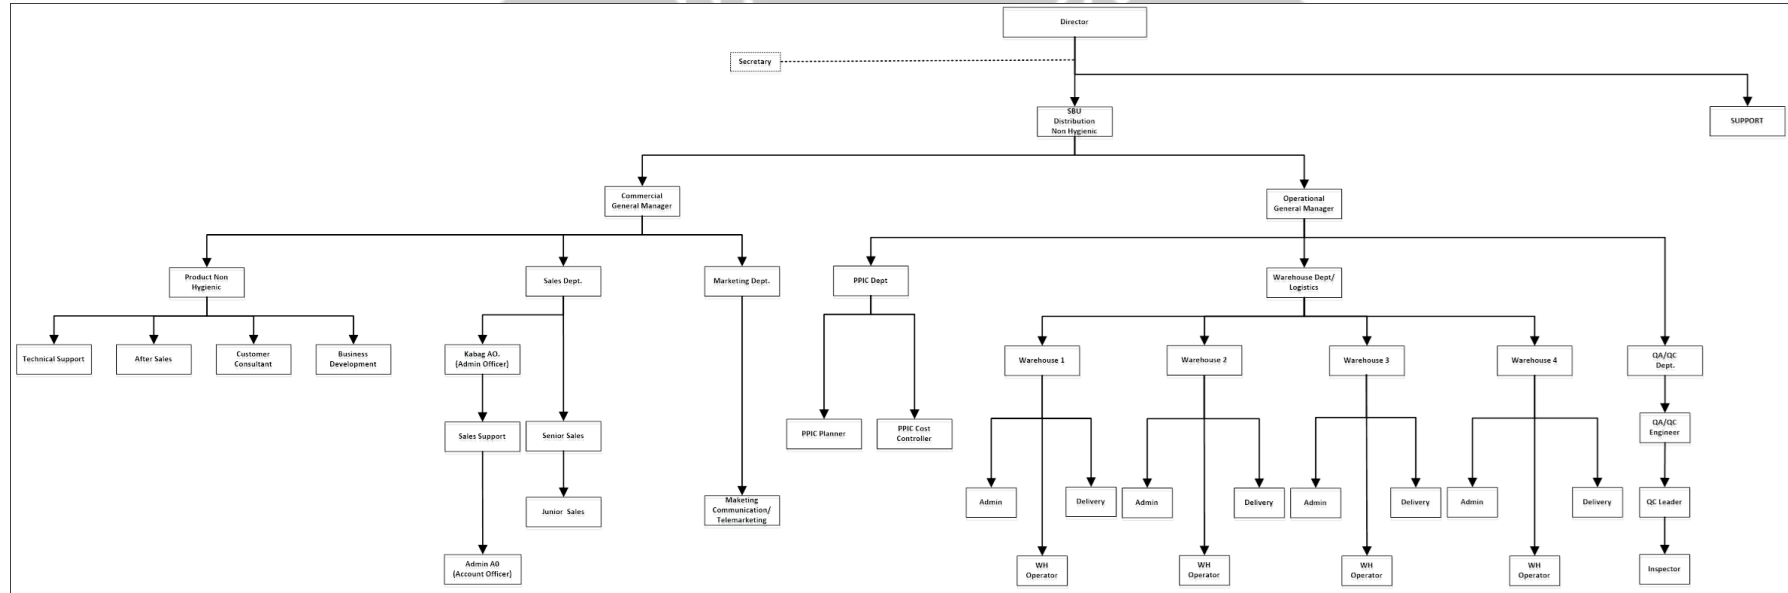 Director
Secretary
SBU
Distribution
Non Hygienic
SUPPORT
Commercial
General Manager
Operational
General Manager
Product Non
Hygienic
Sales Dept.
Marketing Dept.
PPIC Dept
Warehouse Dept/
Logistics
Technical Support
After Sales
Customer
Consultant
Business
Development
Kabag AO.
(Admin Officer)
Warehouse 1
Warehouse 2
Warehouse 3
Warehouse 4
QA/QC
Dept.
Sales Support
Senior Sales
PPIC Planner
PPIC Cost
Controller
QA/QC
Engineer
Junior Sales
Maketing
Communication/
Telemarketing
Admin
Delivery
Admin
Delivery
Admin
Delivery
Admin
Delivery
QC Leader
Admin A0
(Account Officer)
WH
Operator
WH
Operator
WH
Operator
WH
Operator
Inspector